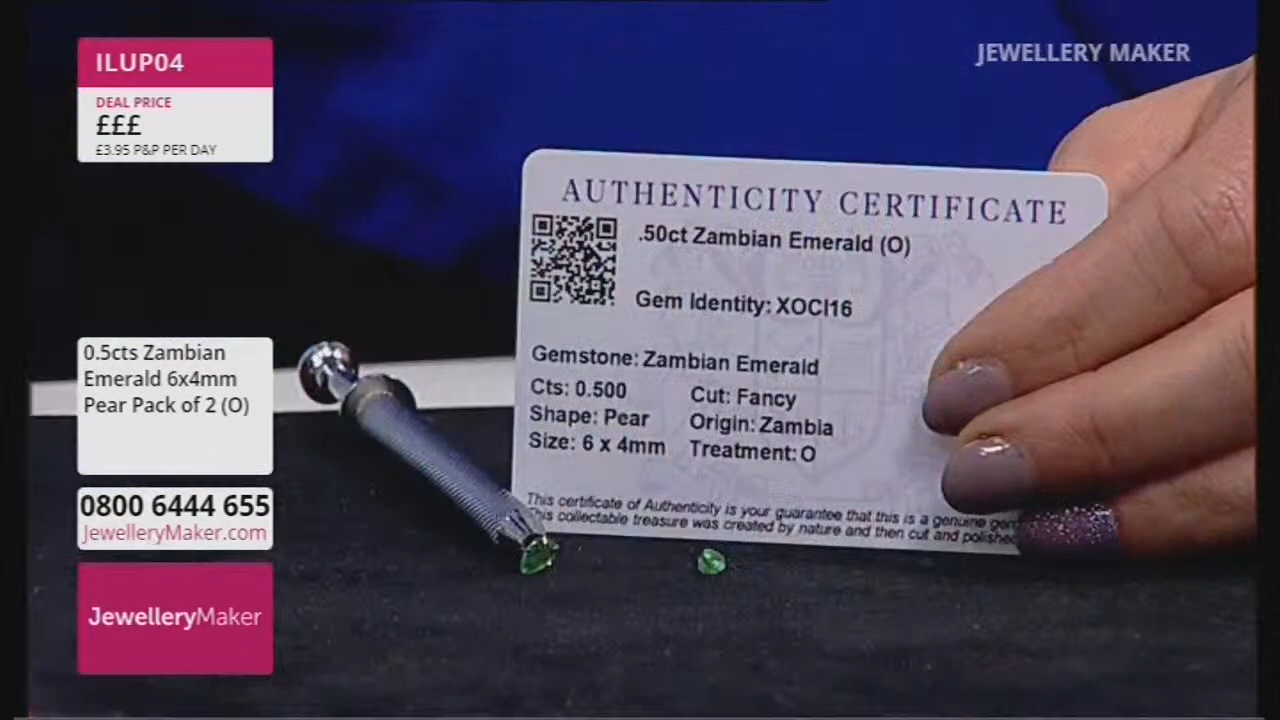 ILUP04
DEAL PRICE
£££
£3.95 P&P PER DAY
JEWELLERY MAKER
AUTHENTICITY CERTIFICATE
.50ct Zambian Emerald (O)
Gem Identity: XOCI16
Gemstone: Zambian Emerald
Cts: 0.500 Cut: Fancy
Shape: Pear Origin: Zambia
Size: 6 x 4mm Treatment: O
This certificate of Authenticity is your guarantee that this is a genuine
This collectable treasure was created by nature and then cut and
0.5cts Zambian
Emerald 6x4mm
Pear Pack of 2 (O)
0800 6444 655
JewelleryMaker.com
JewelleryMaker